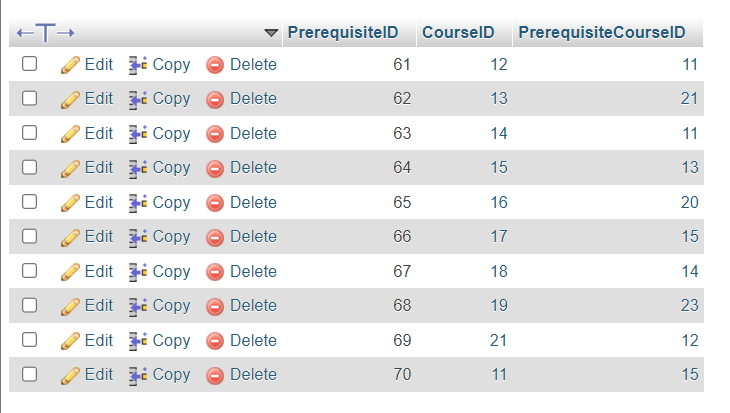 PrerequisiteID CourseID PrerequisiteCourseID
Edit Copy Delete 61 12 11
Edit Copy Delete 62 13 21
Edit Copy Delete 63 14 11
Edit Copy Delete 64 15 13
Edit Copy Delete 65 16 20
Edit Copy Delete 66 17 15
Edit Copy Delete 67 18 14
Edit Copy Delete 68 19 23
Edit Copy Delete 69 21 12
Edit Copy Delete 70 11 15